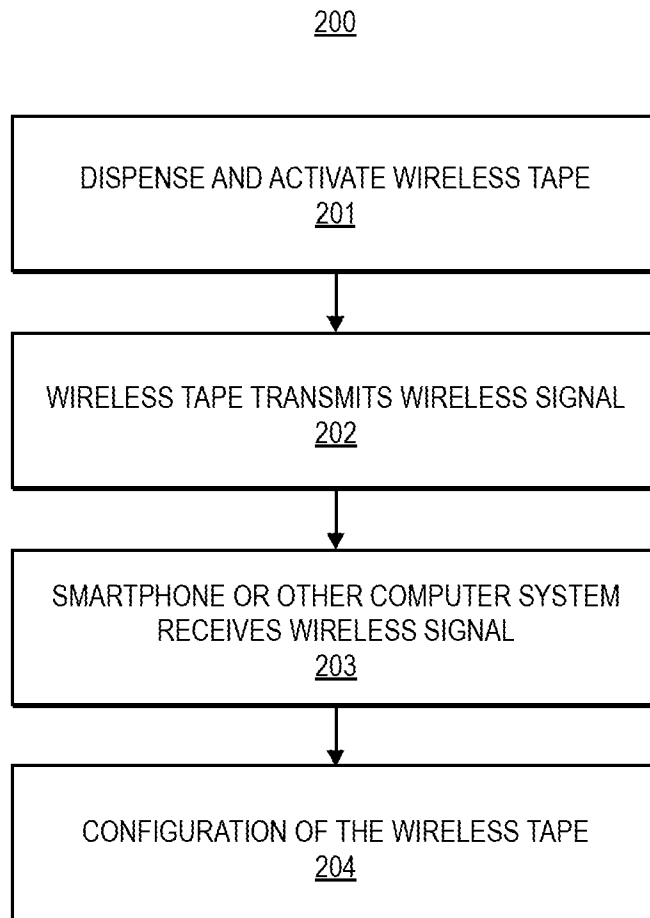 200
DISPENSE AND ACTIVATE WIRELESS TAPE
201
WIRELESS TAPE TRANSMITS WIRELESS SIGNAL
202
SMARTPHONE OR OTHER COMPUTER SYSTEM
RECEIVES WIRELESS SIGNAL
203
CONFIGURATION OF THE WIRELESS TAPE
204